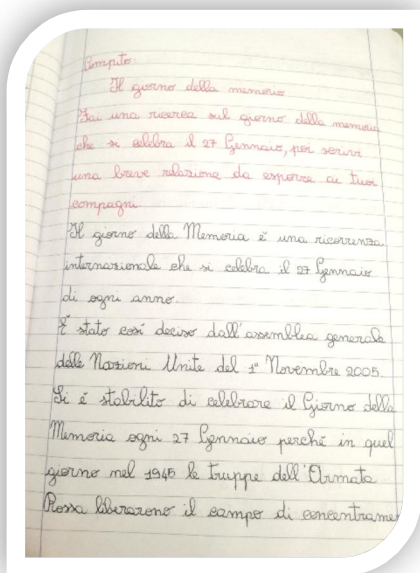 Compito:
Il giorno della memoria
Fai una ricerca sul giorno della memoria
che si celebra il 27 Gennaio, poi scrivi
una breve relazione da esporre ai tuoi
compagni.
Il giorno della Memoria è una ricorrenza
internazionale che si celebra il 27 Gennaio
di ogni anno.
È stato così deciso dall'assemblea generale
delle Nazioni Unite del 1° Novembre 2005.
Si è stabilito di celebrare il Giorno della
Memoria ogni 27 Gennaio perché in quel
giorno nel 1945 le truppe dell'Armata
Rossa liberarono il campo di concentrame